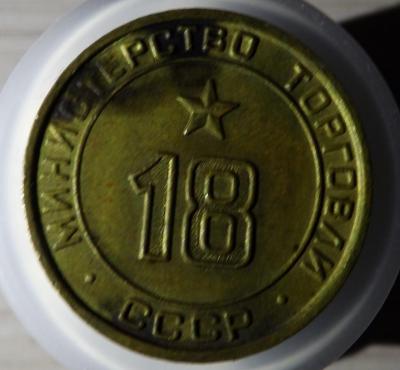 МИНИСТЕРСТВО ТОРГОВЛИ
18
· СССР ·